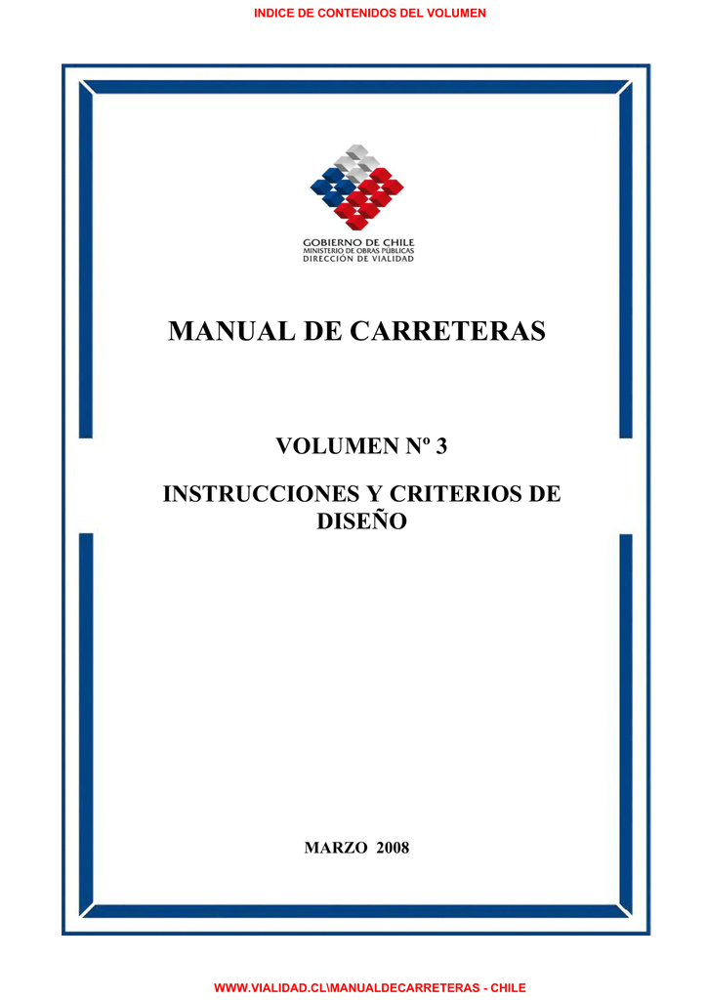 INDICE DE CONTENIDOS DEL VOLUMEN
GOBIERNO DE CHILE
MINISTERIO DE OBRAS PÚBLICAS
DIRECCIÓN DE VIALIDAD
MANUAL DE CARRETERAS
VOLUMEN Nº 3
INSTRUCCIONES Y CRITERIOS DE
DISEÑO
MARZO 2008
WWW.VIALIDAD.CL\MANUALDECARRETERAS - CHILE